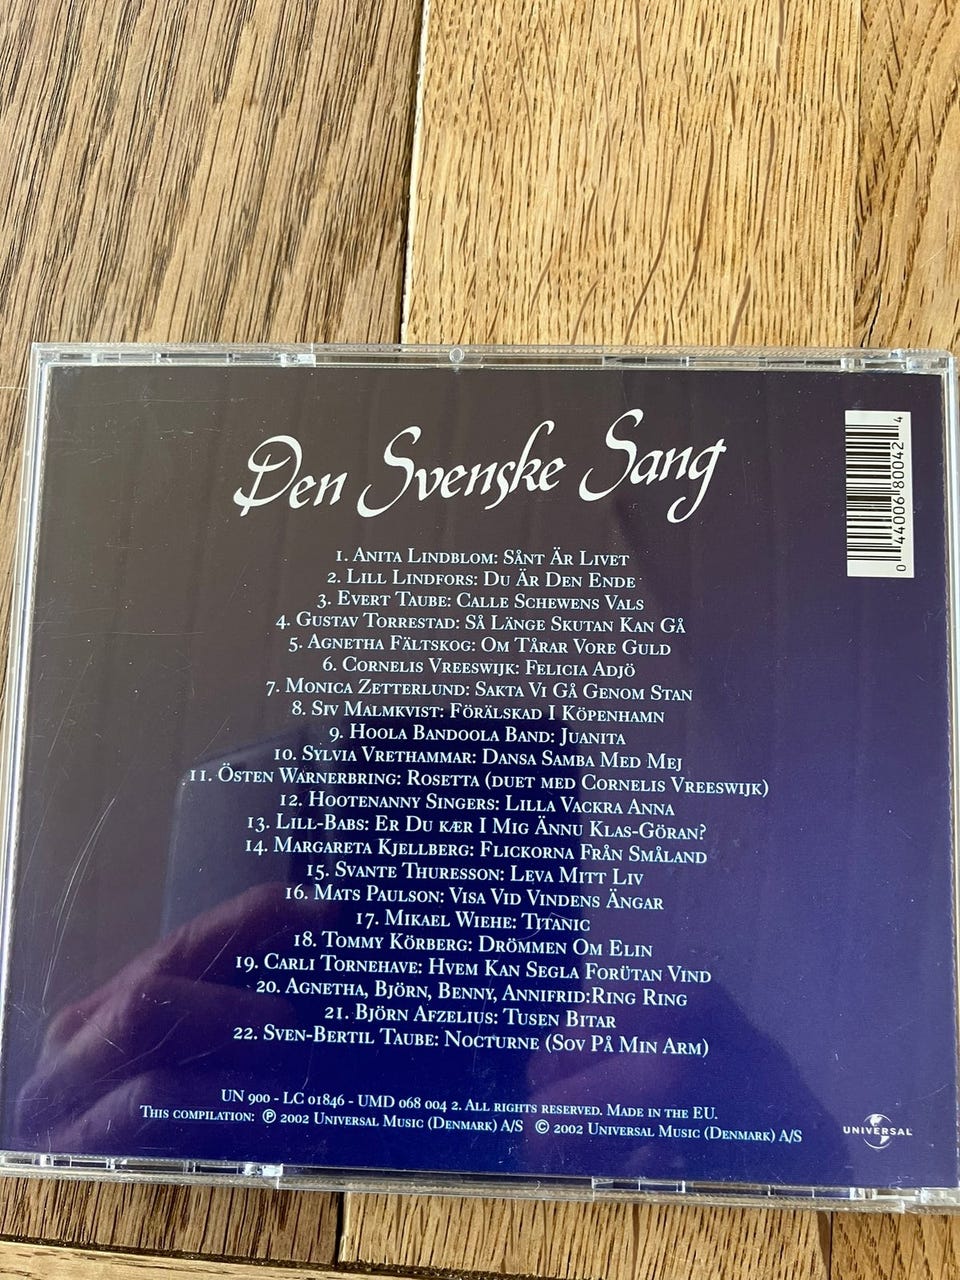 Den Svenske Sang
1. Anita Lindblom: Sånt Är Livet
2. Lill Lindfors: Du Är Den Ende
3. Evert Taube: Calle Schewens Vals
4. Gustav Torrestad: Så Länge Skutan Kan Gå
5. Agnetha Fältskog: Om Tårar Vore Guld
6. Cornelis Vreeswijk: Felicia Adjö
7. Monica Zetterlund: Sakta Vi Gå Genom Stan
8. Siv Malmkvist: Förälskad I Köpenhamn
9. Hoola Bandoola Band: Juanita
10. Sylvia Vrethammar: Dansa Samba Med Mej
11. Östen Warnerbring: Rosetta (duet med Cornelis Vreeswijk)
12. Hootenanny Singers: Lilla Vackra Anna
13. Lill-Babs: Er Du kær I Mig Ännu Klas-Göran?
14. Margareta Kjellberg: Flickorna Från Småland
15. Svante Thuresson: Leva Mitt Liv
16. Mats Paulson: Visa Vid Vindens Ängar
17. Mikael Wiehe: Titanic
18. Tommy Körberg: Drömmen Om Elin
19. Carli Tornehave: Hvem Kan Segla Forütan Vind
20. Agnetha, Björn, Benny, Annifrid:Ring Ring
21. Björn Afzelius: Tusen Bitar
22. Sven-Bertil Taube: Nocturne (Sov På Min Arm)
UN 900 - LC 01846 - UMD 068 004 2. All rights reserved. Made in the EU.
This compilation: ℗ 2002 Universal Music (Denmark) A/S © 2002 Universal Music (Denmark) A/S
UNIVERSAL
0 44006 80042 4